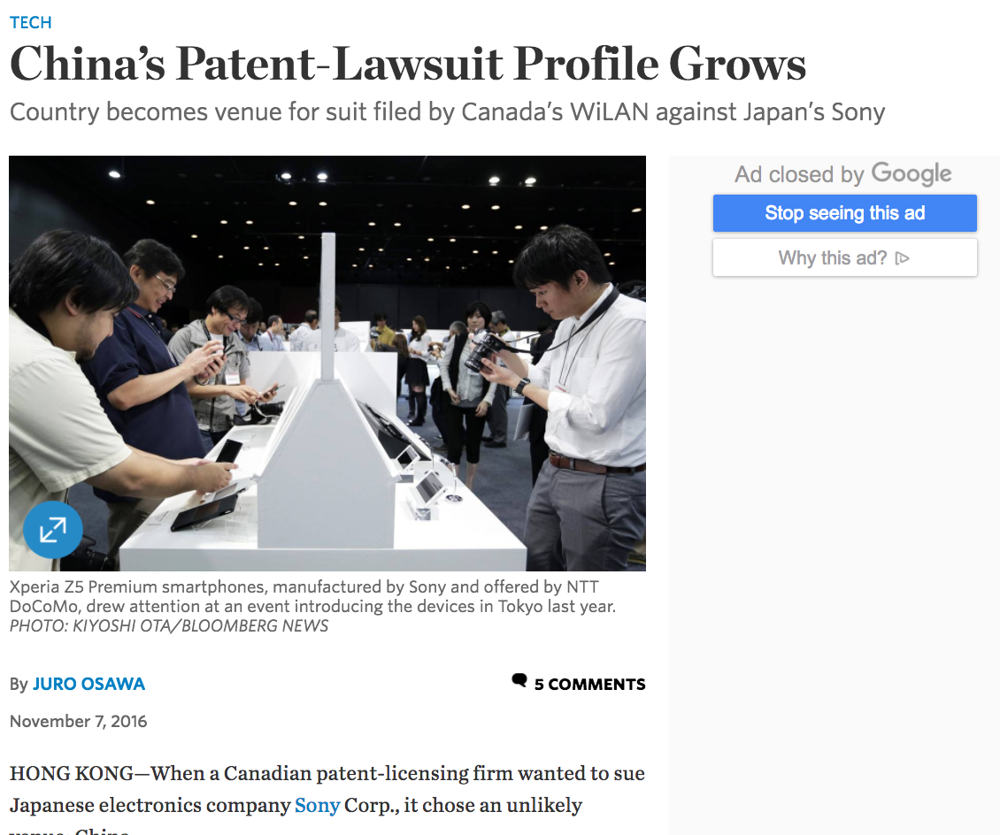 TECH
China’s Patent-Lawsuit Profile Grows
Country becomes venue for suit filed by Canada’s WiLAN against Japan’s Sony
Ad closed by Google
Stop seeing this ad
Why this ad?
Xperia Z5 Premium smartphones, manufactured by Sony and offered by NTT
DoCoMo, drew attention at an event introducing the devices in Tokyo last year.
PHOTO: KIYOSHI OTA/BLOOMBERG NEWS
By JURO OSAWA
5 COMMENTS
November 7, 2016
HONG KONG—When a Canadian patent-licensing firm wanted to sue
Japanese electronics company Sony Corp., it chose an unlikely
venue: China